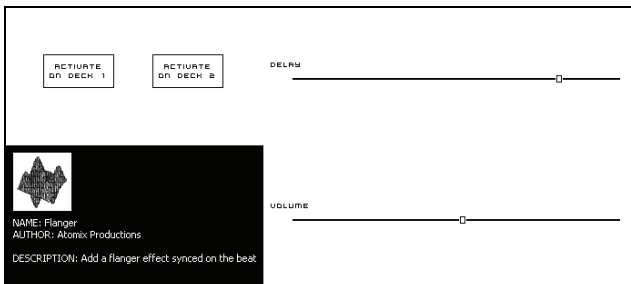 ACTIVATE
ON DECK 1
ACTIVATE
ON DECK 2
DELAY
VOLUME
NAME: Flanger
AUTHOR: Atomix Productions
DESCRIPTION: Add a flanger effect synced on the beat